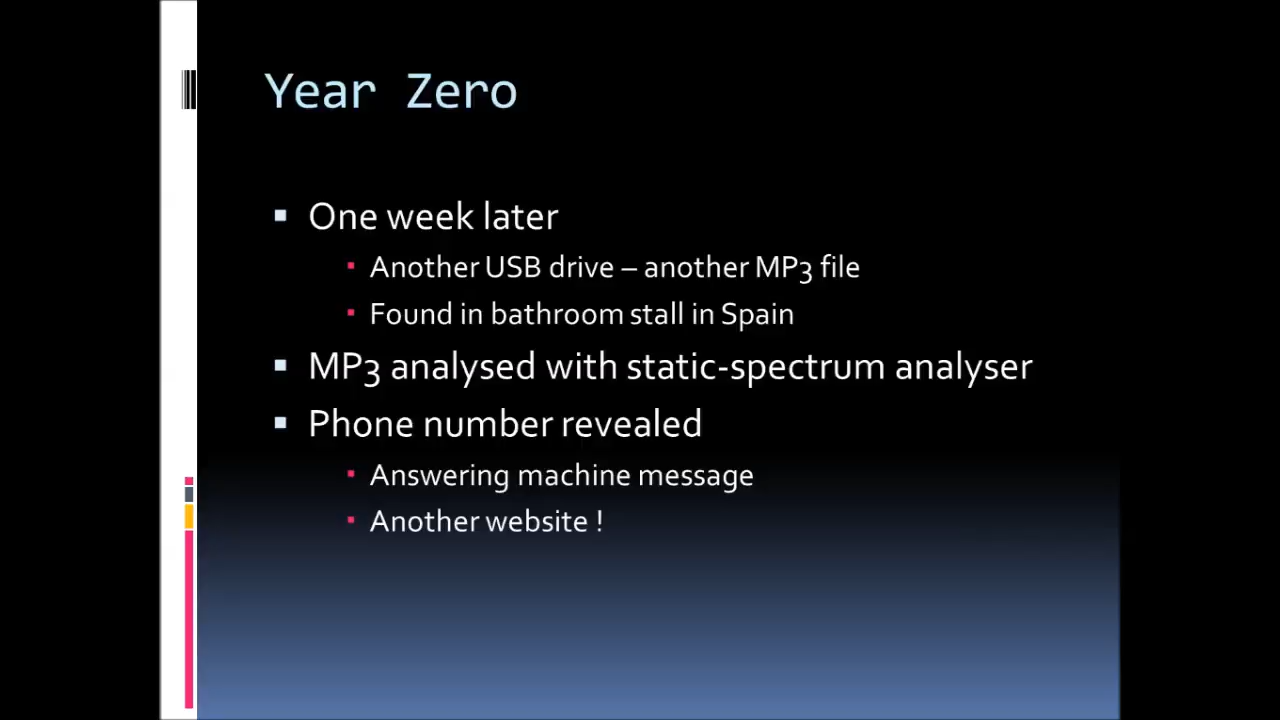 Year Zero
One week later
Another USB drive – another MP3 file
Found in bathroom stall in Spain
MP3 analysed with static-spectrum analyser
Phone number revealed
Answering machine message
Another website !